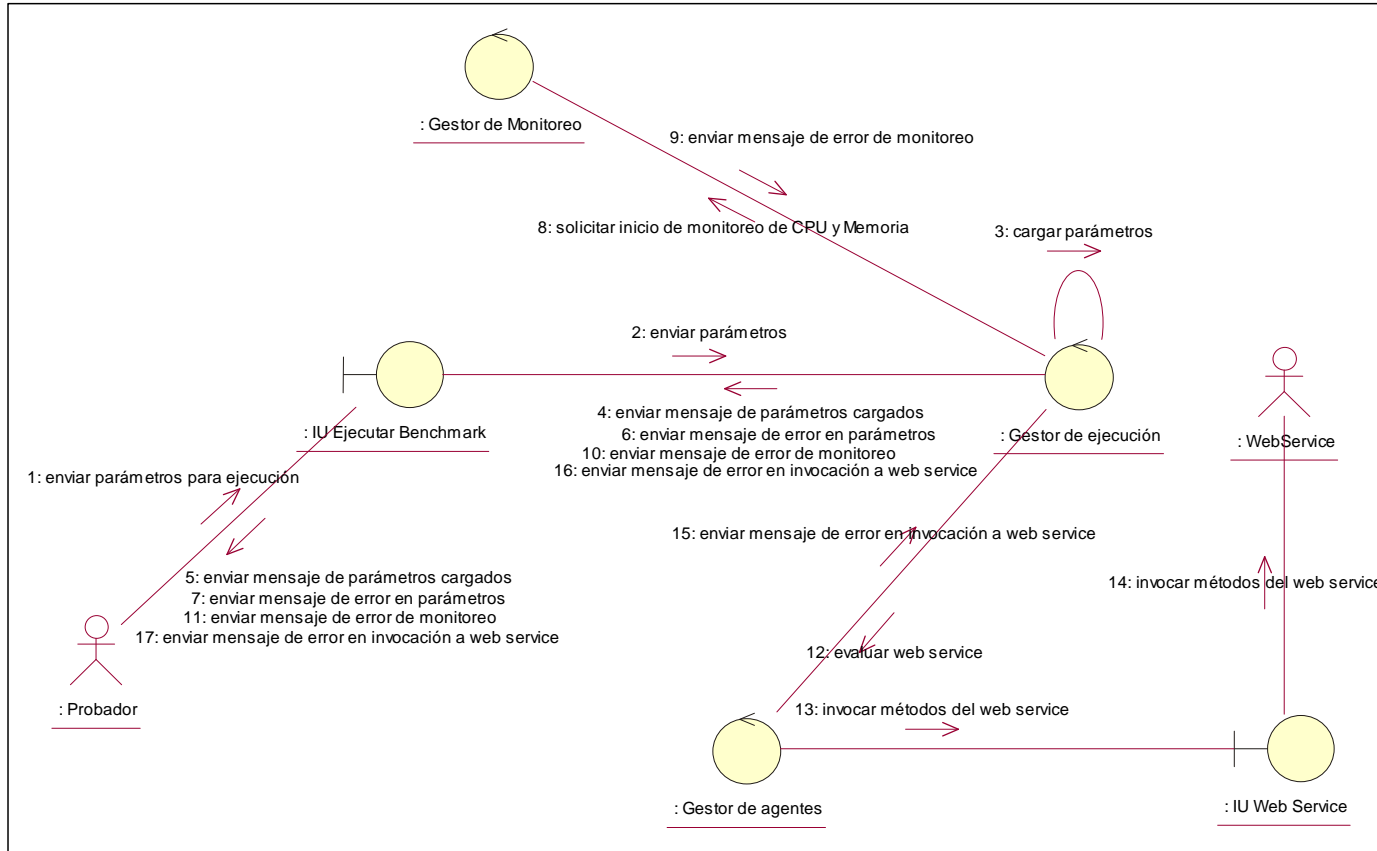 : Gestor de Monitoreo
9: enviar mensaje de error de monitoreo
8: solicitar inicio de monitoreo de CPU y Memoria
3: cargar parámetros
2: enviar parámetros
4: enviar mensaje de parámetros cargados
6: enviar mensaje de error en parámetros
10: enviar mensaje de error de monitoreo
16: enviar mensaje de error en invocación a web service
: IU Ejecutar Benchmark
: Gestor de ejecución
: WebService
1: enviar parámetros para ejecución
15: enviar mensaje de error en invocación a web service
5: enviar mensaje de parámetros cargados
7: enviar mensaje de error en parámetros
11: enviar mensaje de error de monitoreo
17: enviar mensaje de error en invocación a web service
14: invocar métodos del web service
12: evaluar web service
: Probador
13: invocar métodos del web service
: Gestor de agentes
: IU Web Service